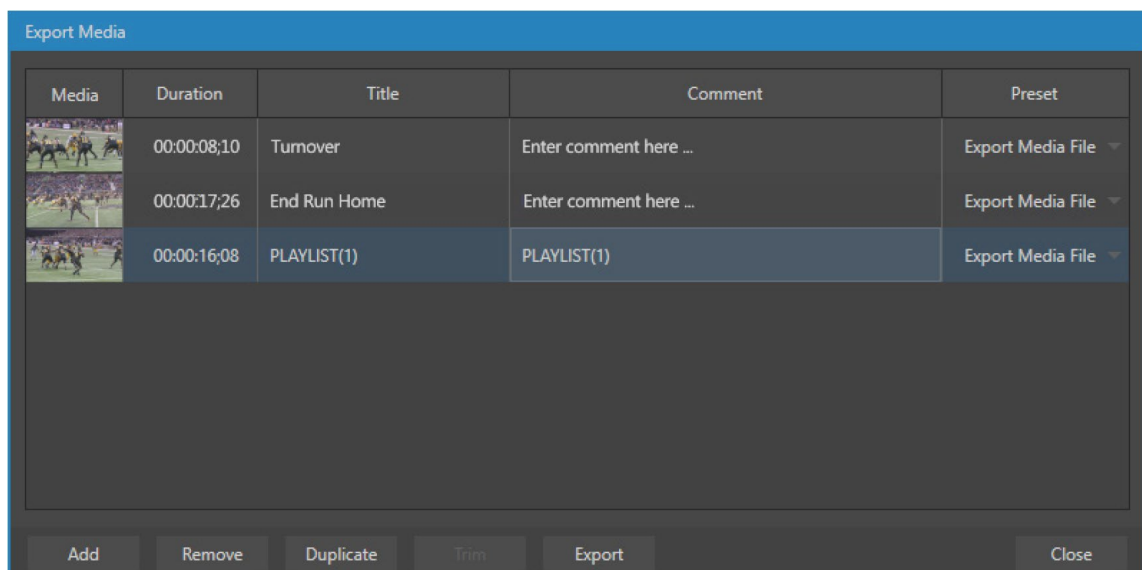 Export Media
Media Duration Title Comment Preset
00:00:08;10 Turnover Enter comment here ... Export Media File
00:00:17;26 End Run Home Enter comment here ... Export Media File
00:00:16;08 PLAYLIST(1) PLAYLIST(1) Export Media File
Add Remove Duplicate Trim Export Close